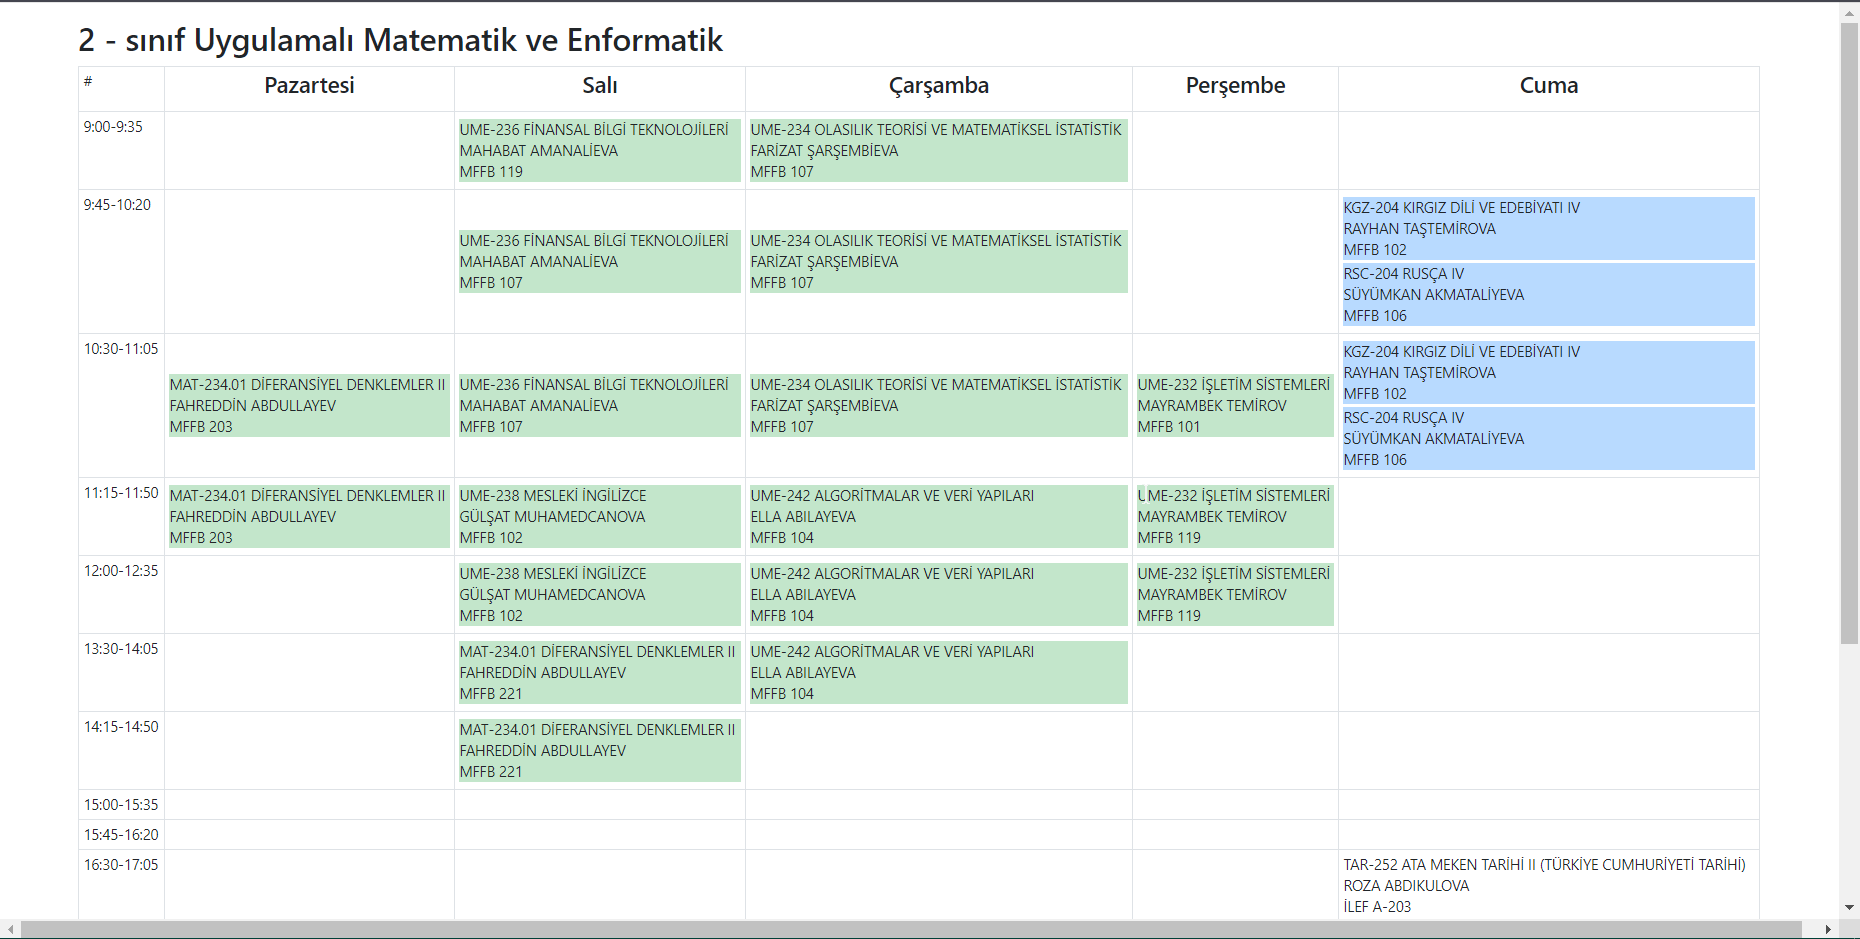 2 - sınıf Uygulamalı Matematik ve Enformatik
# Pazartesi Salı Çarşamba Perşembe Cuma
9:00-9:35
UME-236 FİNANSAL BİLGİ TEKNOLOJİLERİ
MAHABAT AMANALİEVA
MFFB 119
UME-234 OLASILIK TEORİSİ VE MATEMATİKSEL İSTATİSTİK
FARİZAT ŞARŞEMBİEVA
MFFB 107
9:45-10:20
UME-236 FİNANSAL BİLGİ TEKNOLOJİLERİ
MAHABAT AMANALİEVA
MFFB 107
UME-234 OLASILIK TEORİSİ VE MATEMATİKSEL İSTATİSTİK
FARİZAT ŞARŞEMBİEVA
MFFB 107
KGZ-204 KIRGIZ DİLİ VE EDEBİYATI IV
RAYHAN TAŞTEMİROVA
MFFB 102
RSC-204 RUSÇA IV
SÜYÜMKAN AKMATALİYEVA
MFFB 106
10:30-11:05
MAT-234.01 DİFERANSİYEL DENKLEMLER II
FAHREDDİN ABDULLAYEV
MFFB 203
UME-236 FİNANSAL BİLGİ TEKNOLOJİLERİ
MAHABAT AMANALİEVA
MFFB 107
UME-234 OLASILIK TEORİSİ VE MATEMATİKSEL İSTATİSTİK
FARİZAT ŞARŞEMBİEVA
MFFB 107
UME-232 İŞLETİM SİSTEMLERİ
MAYRAMBEK TEMİROV
MFFB 101
KGZ-204 KIRGIZ DİLİ VE EDEBİYATI IV
RAYHAN TAŞTEMİROVA
MFFB 102
RSC-204 RUSÇA IV
SÜYÜMKAN AKMATALİYEVA
MFFB 106
11:15-11:50
MAT-234.01 DİFERANSİYEL DENKLEMLER II
FAHREDDİN ABDULLAYEV
MFFB 203
UME-238 MESLEKİ İNGİLİZCE
GÜLŞAT MUHAMEDCANOVA
MFFB 102
UME-242 ALGORİTMALAR VE VERİ YAPILARI
ELLA ABILAYEVA
MFFB 104
UME-232 İŞLETİM SİSTEMLERİ
MAYRAMBEK TEMİROV
MFFB 119
12:00-12:35
UME-238 MESLEKİ İNGİLİZCE
GÜLŞAT MUHAMEDCANOVA
MFFB 102
UME-242 ALGORİTMALAR VE VERİ YAPILARI
ELLA ABILAYEVA
MFFB 104
UME-232 İŞLETİM SİSTEMLERİ
MAYRAMBEK TEMİROV
MFFB 119
13:30-14:05
MAT-234.01 DİFERANSİYEL DENKLEMLER II
FAHREDDİN ABDULLAYEV
MFFB 221
UME-242 ALGORİTMALAR VE VERİ YAPILARI
ELLA ABILAYEVA
MFFB 104
14:15-14:50
MAT-234.01 DİFERANSİYEL DENKLEMLER II
FAHREDDİN ABDULLAYEV
MFFB 221
15:00-15:35
15:45-16:20
16:30-17:05
TAR-252 ATA MEKEN TARİHİ II (TÜRKİYE CUMHURİYETİ TARİHİ)
ROZA ABDIKULOVA
İLEF A-203